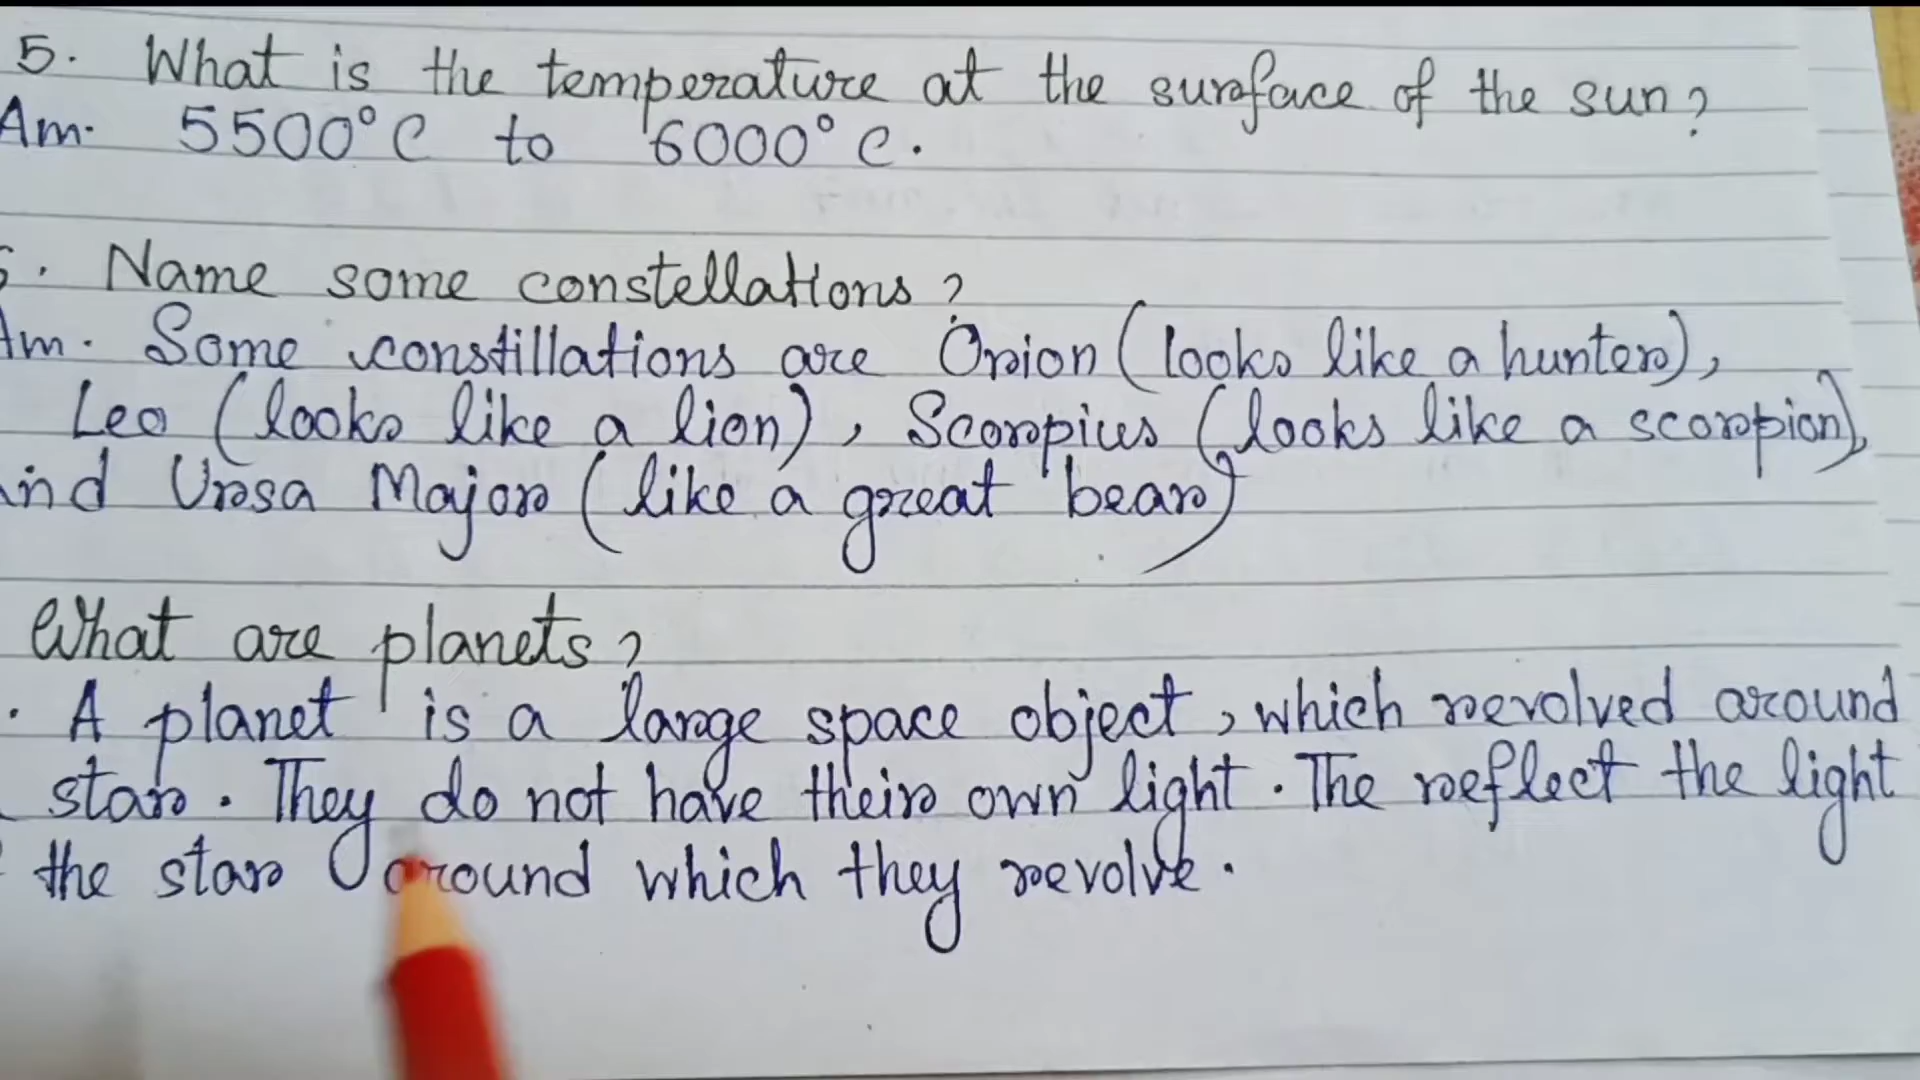 5. What is the temperature at the surface of the sun?
Ans. 5500°C to 6000°C.
6. Name some constellations?
Ans. Some constillations are Orion (looks like a hunter),
Leo (looks like a lion), Scorpius (looks like a scorpion),
and Ursa Major (like a great bear)
What are planets?
. A planet is a large space object, which revolved around
star. They do not have their own light. The reflect the light
the star around which they revolve.